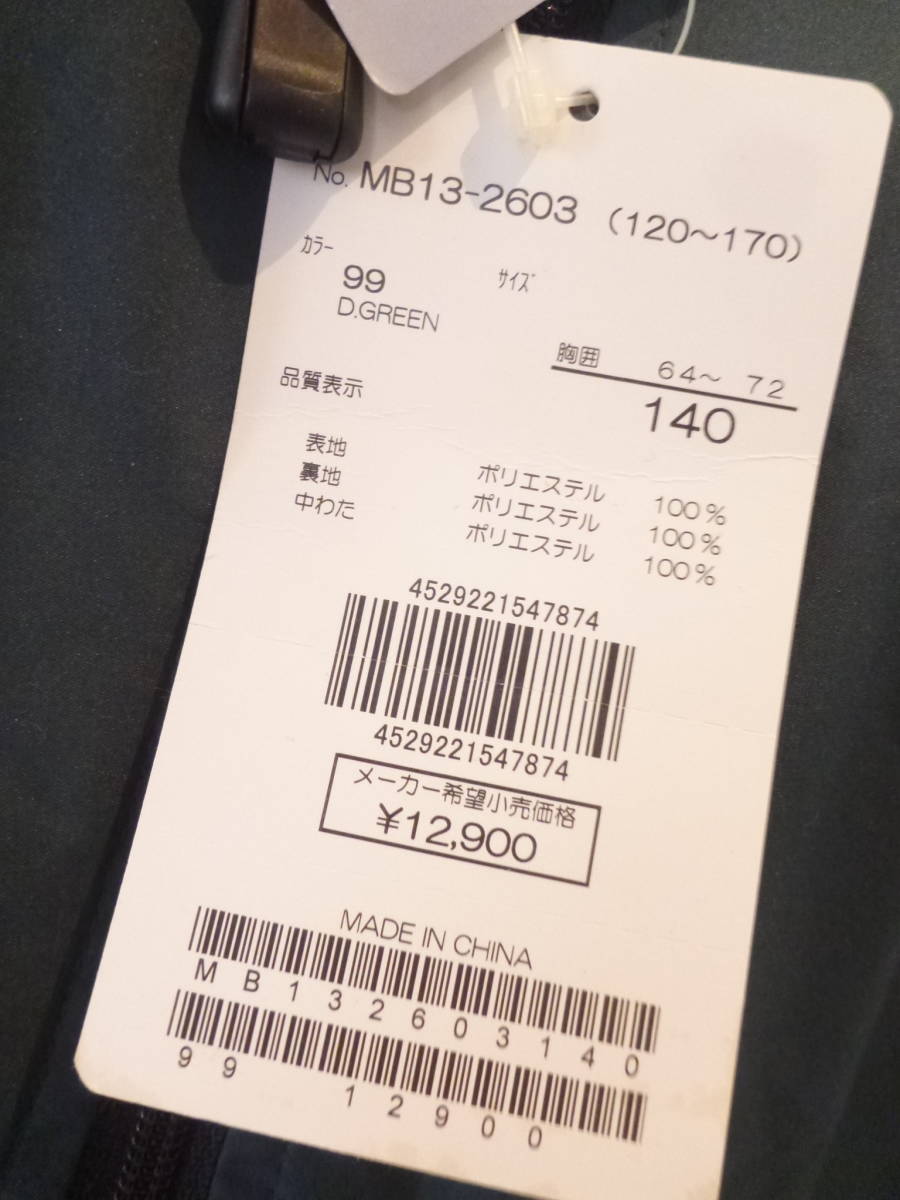 No. MB13-2603 (120～170)
カラー サイズ
99
D.GREEN
胸囲 64～ 72
140
品質表示
表地 ポリエステル 100%
裏地 ポリエステル 100%
中わた ポリエステル 100%
4529221547874
4529221547874
メーカー希望小売価格
¥12,900
MADE IN CHINA
MB132603140
99 12900